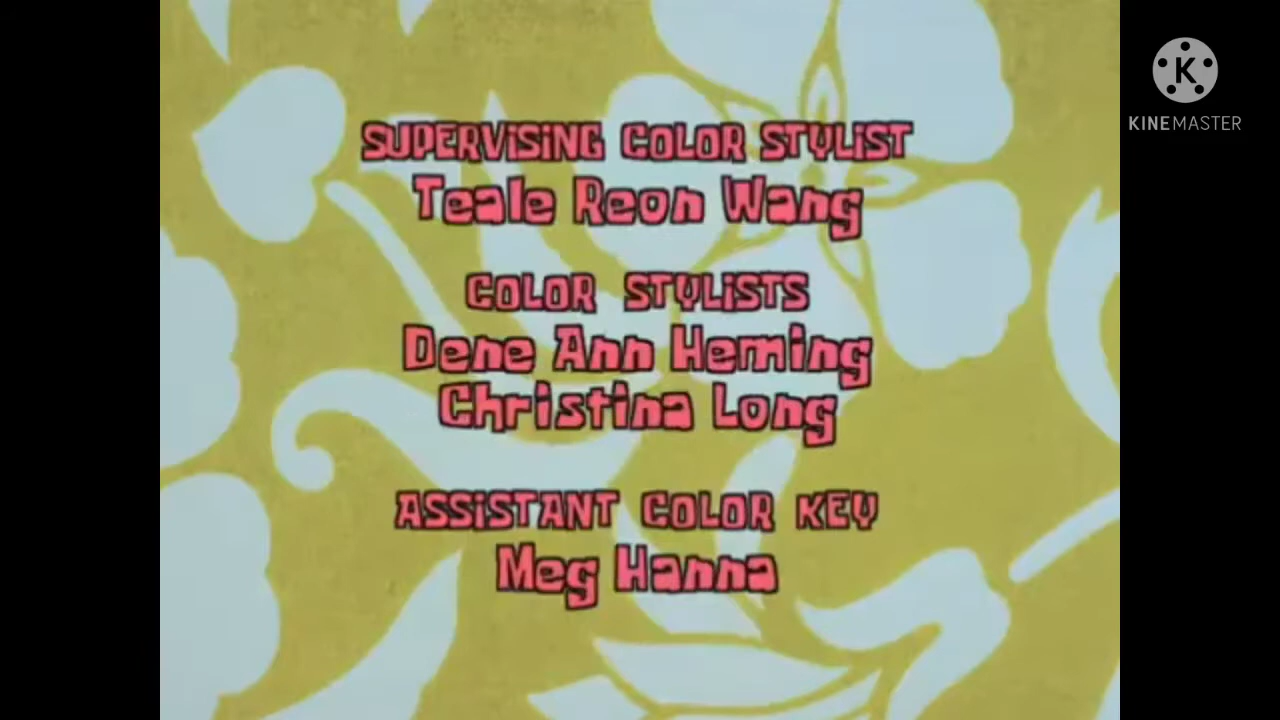 SUPERVISING COLOR STYLIST
Teale Reon Wang
COLOR STYLISTS
Dene Ann Heming
Christina Long
ASSISTANT COLOR KEY
Meg Hanna
K
KINEMASTER